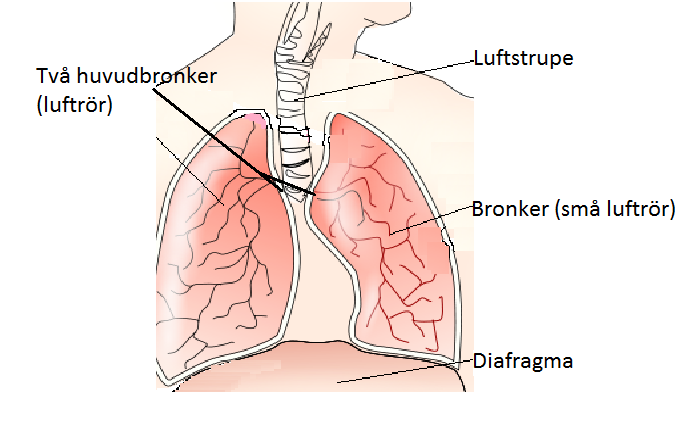 Luftstrupe
Två huvudbronker
(luftrör)
Bronker (små luftrör)
Diafragma